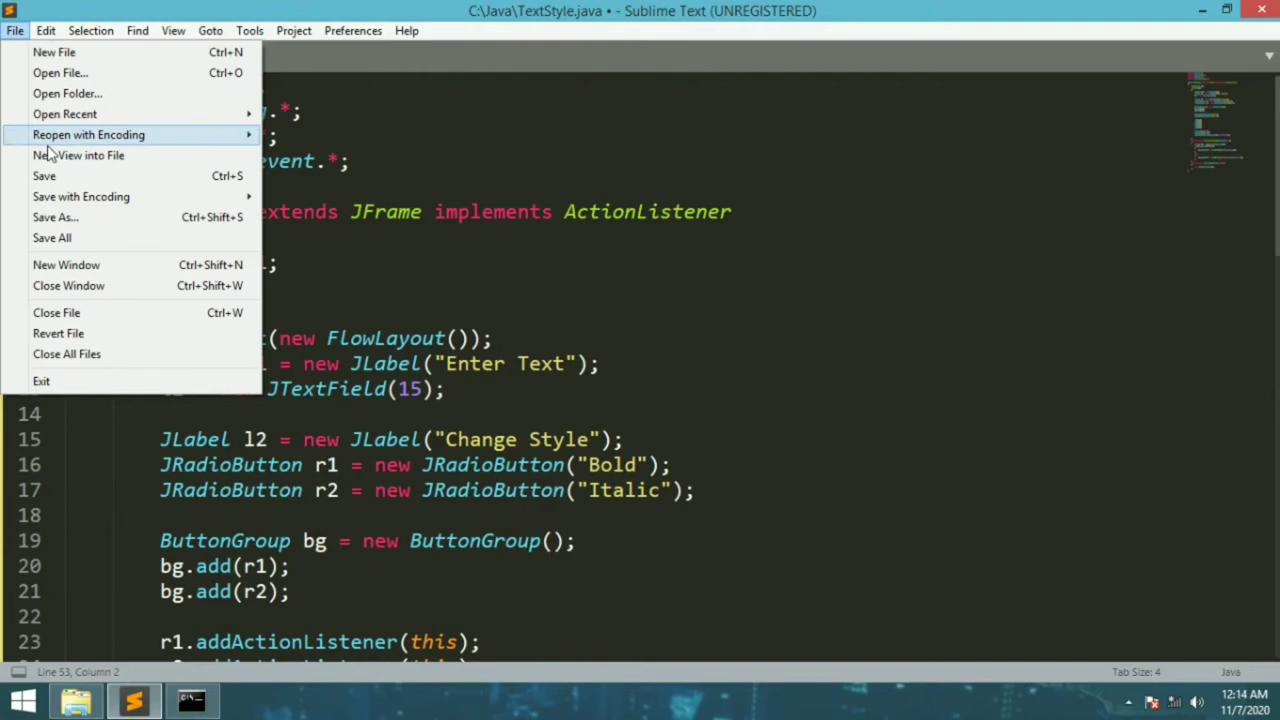 C:\Java\TextStyle.java • - Sublime Text (UNREGISTERED)
File Edit Selection Find View Goto Tools Project Preferences Help
New File Ctrl+N
Open File... Ctrl+O
Open Folder...
Open Recent
Reopen with Encoding
New View into File
Save Ctrl+S
Save with Encoding
Save As... Ctrl+Shift+S
Save All
New Window Ctrl+Shift+N
Close Window Ctrl+Shift+W
Close File Ctrl+W
Revert File
Close All Files
Exit
.*;
*;
event.*;
extends JFrame implements ActionListener
;
(new FlowLayout());
= new JLabel("Enter Text");
JTextField(15);
14
15 JLabel l2 = new JLabel("Change Style");
16 JRadioButton r1 = new JRadioButton("Bold");
17 JRadioButton r2 = new JRadioButton("Italic");
18
19 ButtonGroup bg = new ButtonGroup();
20 bg.add(r1);
21 bg.add(r2);
22
23 r1.addActionListener(this);
Line 53, Column 2 Tab Size: 4 Java
12:14 AM
11/7/2020